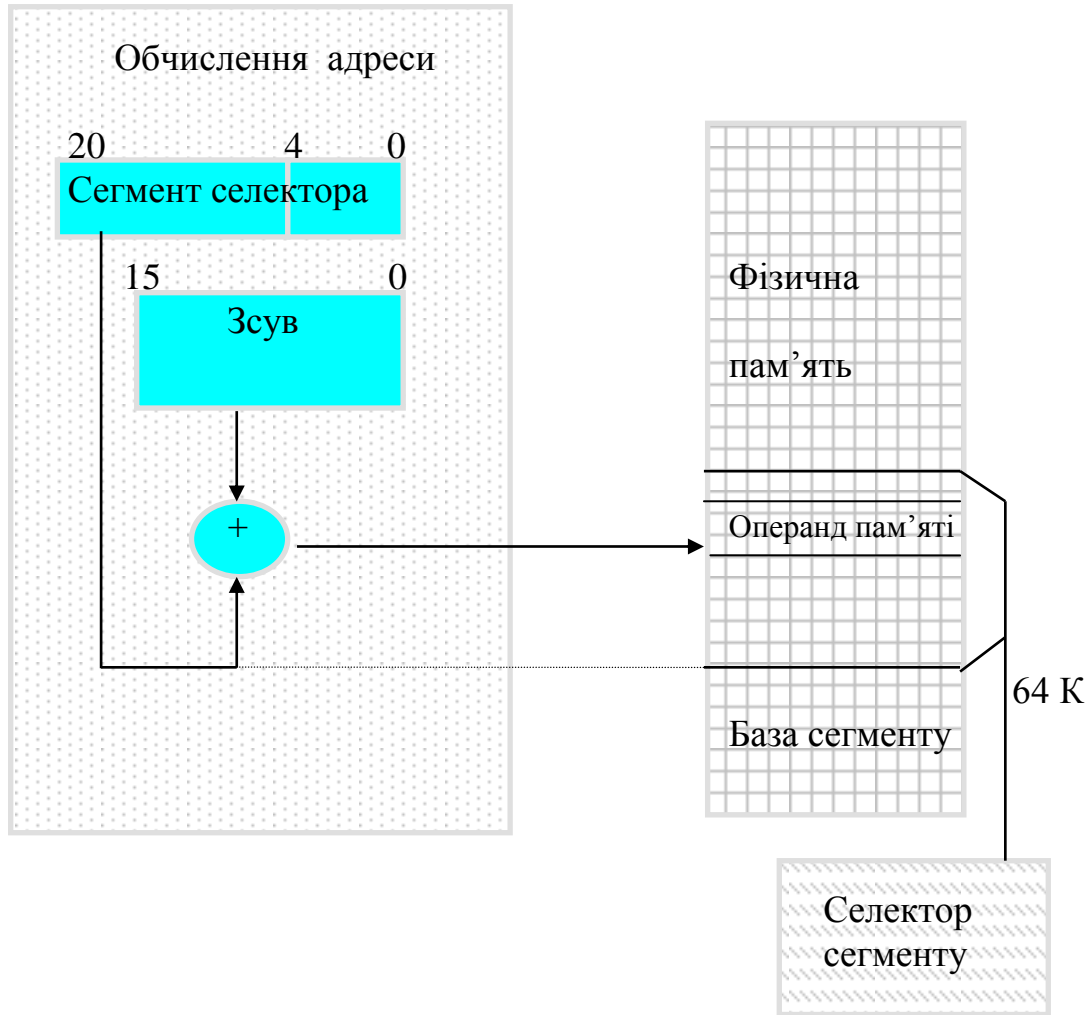 Обчислення адреси
20 4 0
Сегмент селектора
15 0
Зсув
+
Фізична
пам’ять
Операнд пам’яті
64 К
База сегменту
Селектор
сегменту